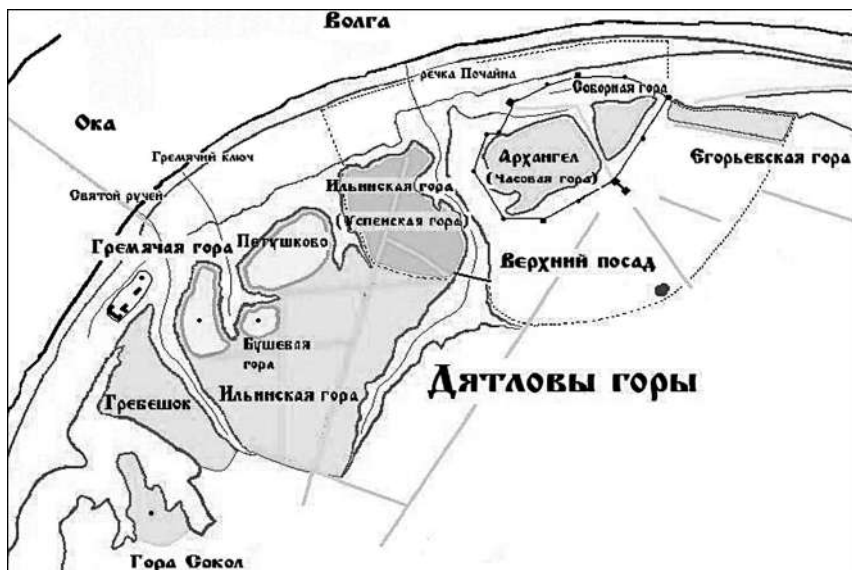 Волга
речка Почайна
Соборная гора
Ока
Гремячий ключ
Архангел
(Часовая гора)
Егорьевская гора
Святой ручей
Ильинская гора
(Успенская гора)
Гремячая гора
Петушково
Верхний посад
Бушевая
гора
Дятловы горы
Гребешок
Ильинская гора
Гора Сокол